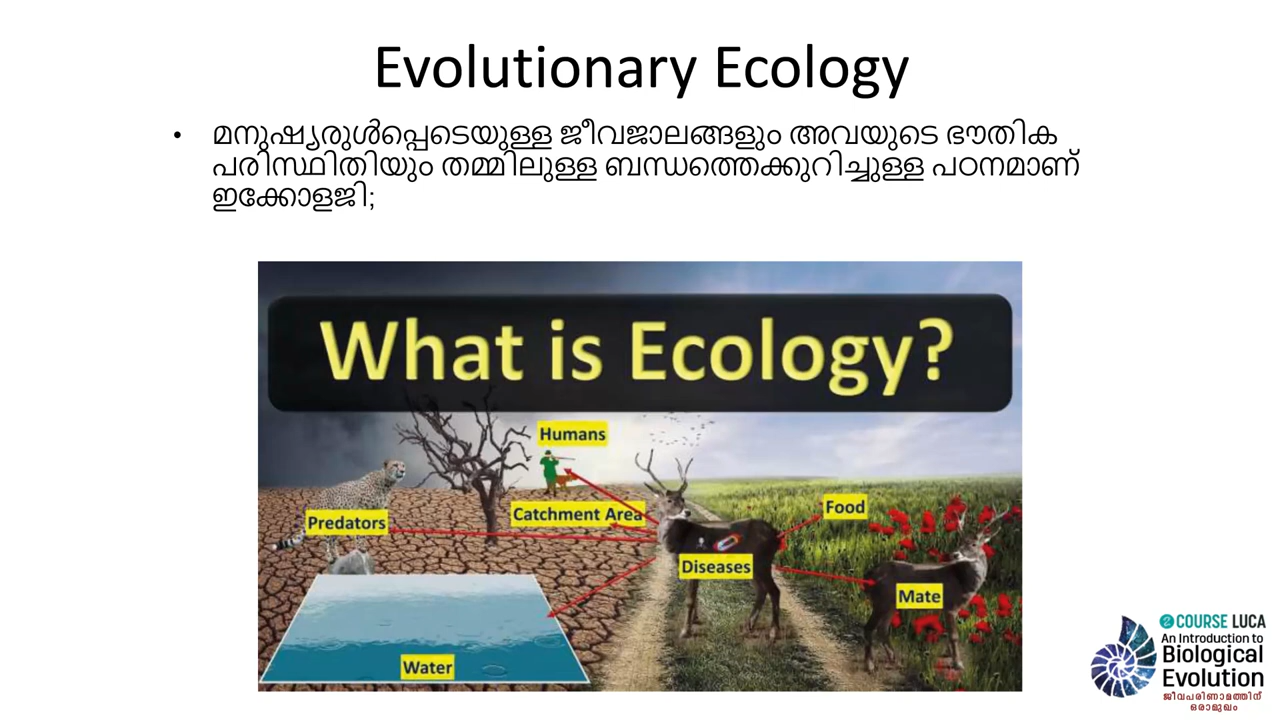 Evolutionary Ecology
• മനുഷ്യരുൾപ്പെടെയുള്ള ജീവജാലങ്ങളും അവയുടെ ഭൗതിക
പരിസ്ഥിതിയും തമ്മിലുള്ള ബന്ധത്തെക്കുറിച്ചുള്ള പഠനമാണ്
ഇക്കോളജി;
What is Ecology?
Humans
Catchment Area
Food
Predators
Diseases
Mate
Water
2 COURSE LUCA
An Introduction to
Biological
Evolution
ജീവപരിണാമത്തിന്
ഒരാമുഖം